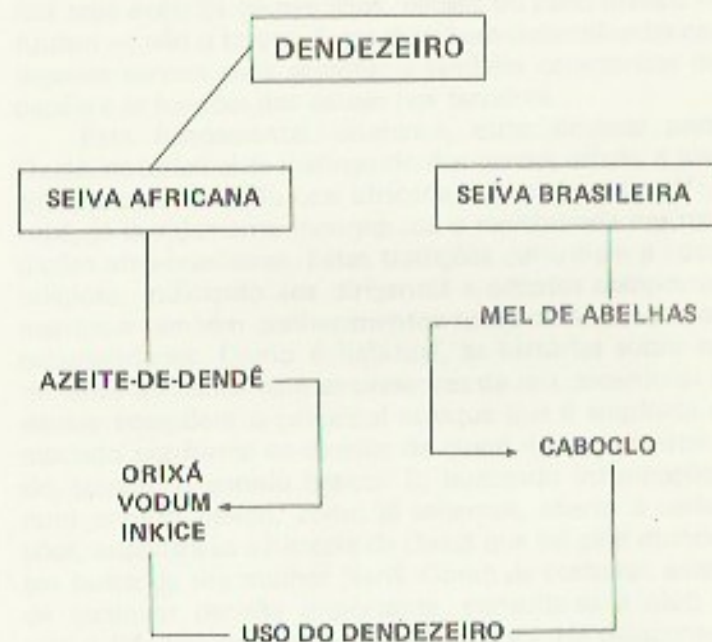 DENDEZEIRO
SEIVA AFRICANA
SEIVA BRASILEIRA
MEL DE ABELHAS
AZEITE-DE-DENDÊ
CABOCLO
ORIXÁ
VODUM
INKICE
USO DO DENDEZEIRO